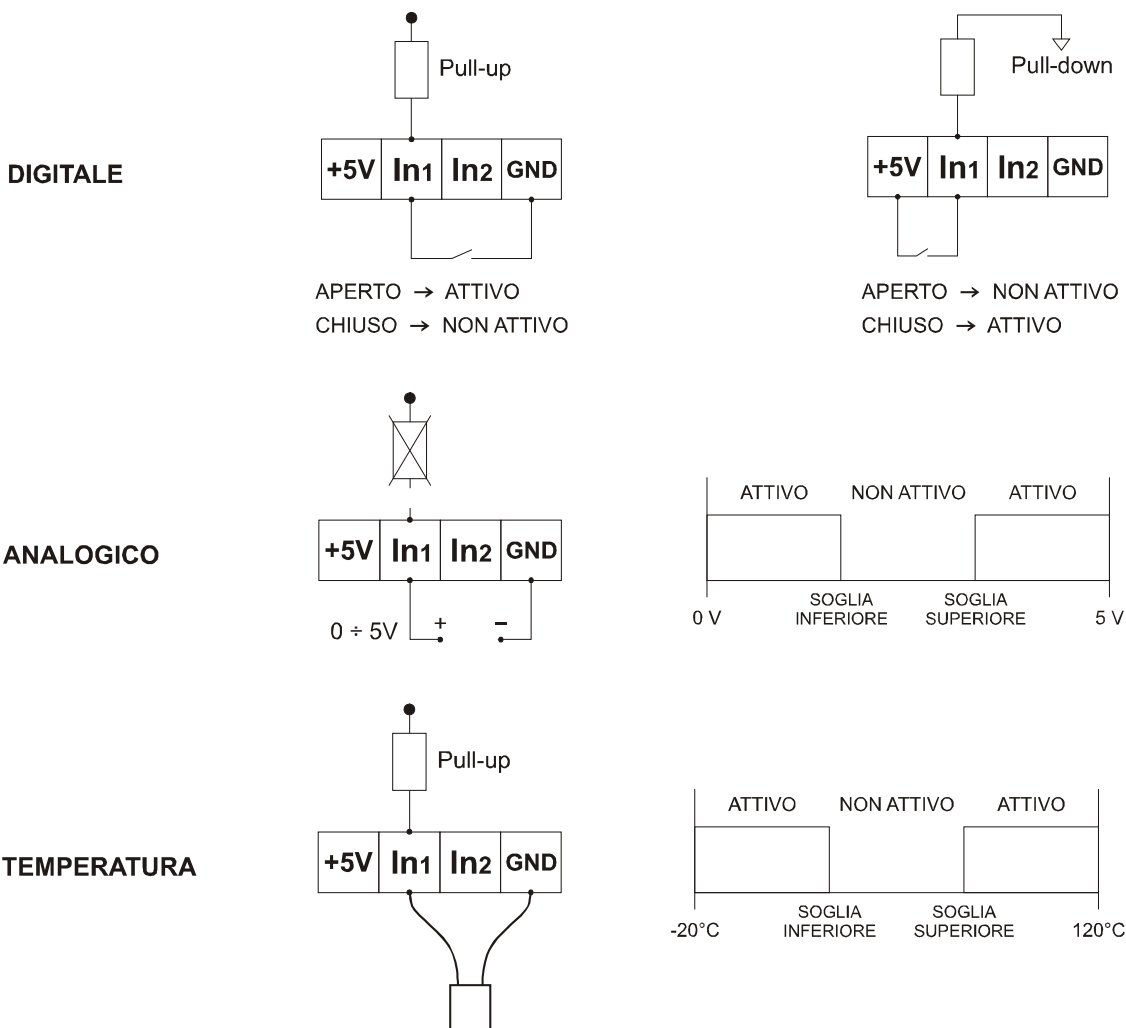 Pull-up
Pull-down
DIGITALE
+5V In1 In2 GND
+5V In1 In2 GND
APERTO → ATTIVO
CHIUSO → NON ATTIVO
APERTO → NON ATTIVO
CHIUSO → ATTIVO
ANALOGICO
+5V In1 In2 GND
0 ÷ 5V + −
ATTIVO NON ATTIVO ATTIVO
0 V
SOGLIA
INFERIORE
SOGLIA
SUPERIORE
5 V
Pull-up
TEMPERATURA
+5V In1 In2 GND
ATTIVO NON ATTIVO ATTIVO
-20°C
SOGLIA
INFERIORE
SOGLIA
SUPERIORE
120°C